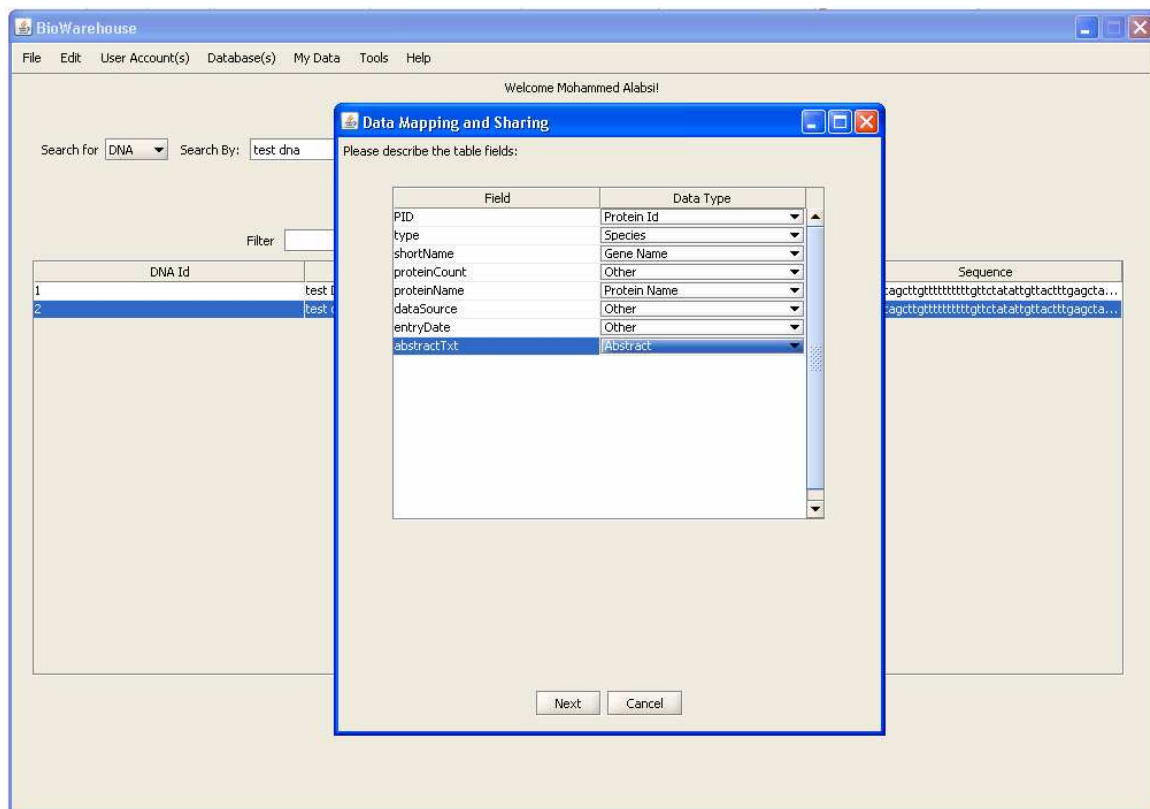 BioWarehouse
File Edit User Account(s) Database(s) My Data Tools Help
Welcome Mohammed Alabsi!
Data Mapping and Sharing
Search for DNA Search By: test dna
Please describe the table fields:
Field Data Type
PID Protein Id
type Species
shortName Gene Name
proteinCount Other
proteinName Protein Name
dataSource Other
entryDate Other
abstractTxt Abstract
Filter
DNA Id Sequence
1 test
2 test
Next Cancel